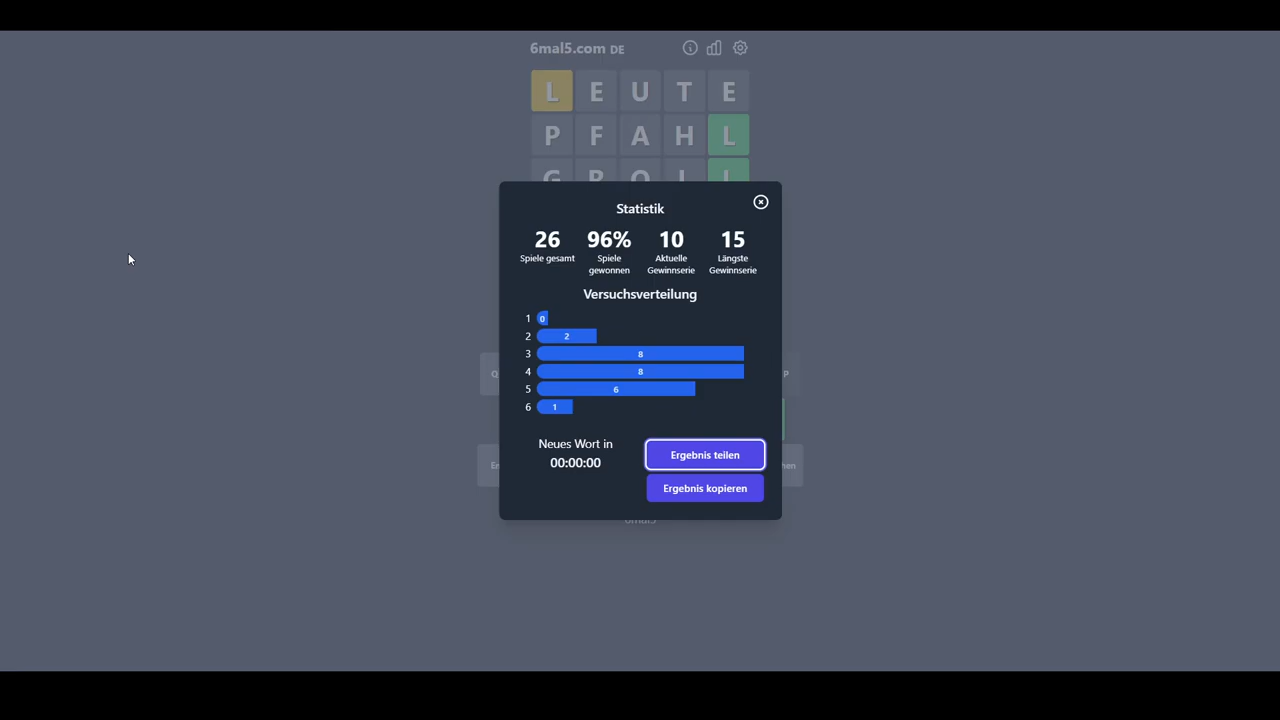 6mal5.com DE
L E U T E
P F A H L
G R O L L
Statistik
26 96% 10 15
Spiele gesamt Spiele gewonnen Aktuelle Gewinnserie Längste Gewinnserie
Versuchsverteilung
1 0
2 2
3 8
4 8
5 6
6 1
Neues Wort in
00:00:00
Ergebnis teilen
Ergebnis kopieren
Q P
6mal5